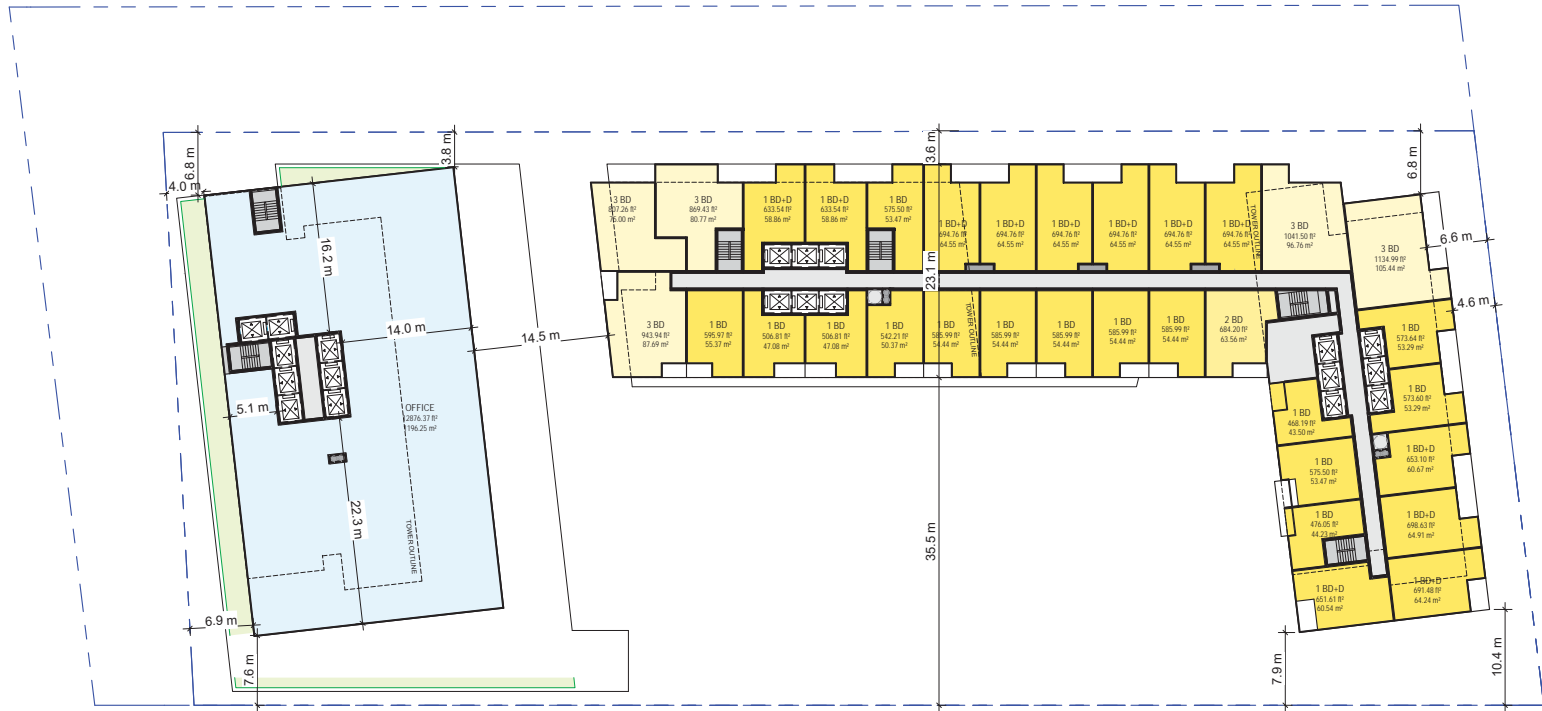 6.8 m
3.8 m
3.6 m
6.8 m
4.0 m
16.2 m
14.0 m
14.5 m
5.1 m
22.3 m
OFFICE
1196.25 m²
TOWER OUTLINE
6.9 m
7.6 m
3 BD
807.26 ft²
75.00 m²
3 BD
869.43 ft²
80.77 m²
1 BD+D
633.54 ft²
58.86 m²
1 BD+D
633.54 ft²
58.86 m²
1 BD
575.50 ft²
53.47 m²
1 BD+D
694.76 ft²
64.55 m²
1 BD+D
694.76 ft²
64.55 m²
1 BD+D
694.76 ft²
64.55 m²
1 BD+D
694.76 ft²
64.55 m²
1 BD+D
694.76 ft²
64.55 m²
1 BD+D
694.76 ft²
64.55 m²
TOWER OUTLINE
3 BD
1041.50 ft²
96.76 m²
23.1 m
3 BD
943.94 ft²
87.69 m²
1 BD
595.97 ft²
55.37 m²
1 BD
506.81 ft²
47.08 m²
1 BD
506.81 ft²
47.08 m²
1 BD
542.21 ft²
50.37 m²
1 BD
585.99 ft²
54.44 m²
TOWER OUTLINE
1 BD
585.99 ft²
54.44 m²
1 BD
585.99 ft²
54.44 m²
1 BD
585.99 ft²
54.44 m²
1 BD
585.99 ft²
54.44 m²
2 BD
684.20 ft²
63.56 m²
35.5 m
3 BD
1134.99 ft²
105.44 m²
6.6 m
4.6 m
1 BD
573.64 ft²
53.29 m²
1 BD
573.60 ft²
53.29 m²
1 BD
468.19 ft²
43.50 m²
1 BD+D
653.10 ft²
60.67 m²
1 BD
575.50 ft²
53.47 m²
1 BD+D
698.63 ft²
64.91 m²
1 BD
476.05 ft²
44.23 m²
1 BD+D
651.61 ft²
60.54 m²
1 BD+D
691.48 ft²
64.24 m²
7.9 m
10.4 m